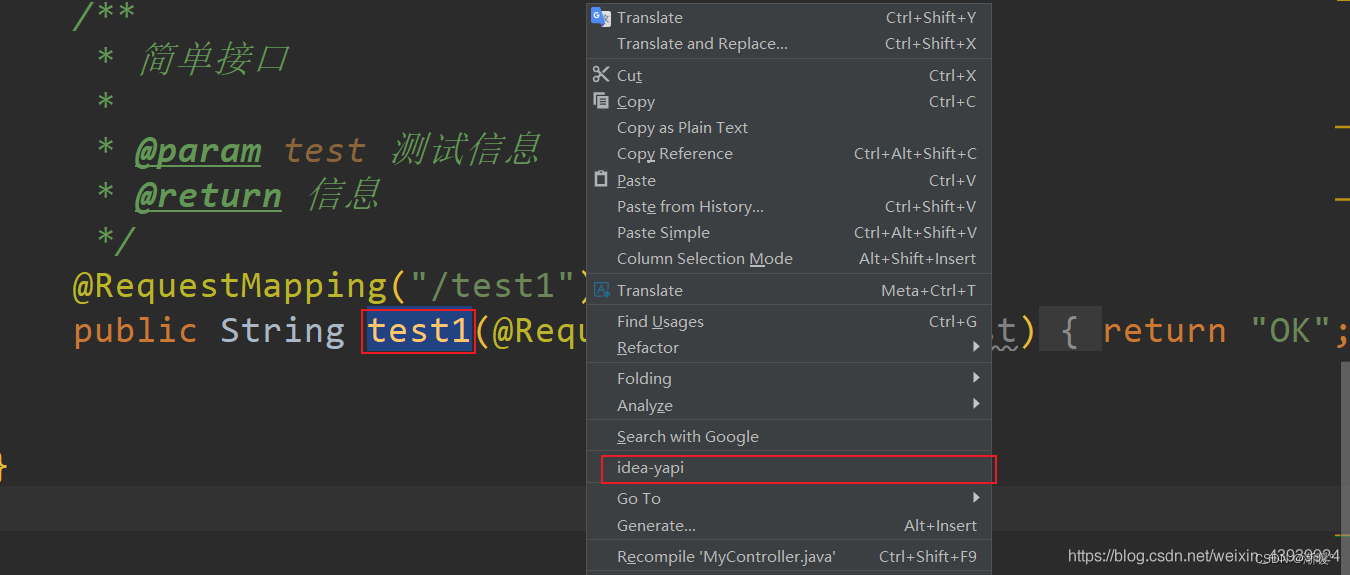 /**
* 简单接口
*
* @param test 测试信息
* @return 信息
*/
@RequestMapping("/test1")
public String test1(@Requ t) { return "OK";
}
Translate Ctrl+Shift+Y
Translate and Replace... Ctrl+Shift+X
Cut Ctrl+X
Copy Ctrl+C
Copy as Plain Text
Copy Reference Ctrl+Alt+Shift+C
Paste Ctrl+V
Paste from History... Ctrl+Shift+V
Paste Simple Ctrl+Alt+Shift+V
Column Selection Mode Alt+Shift+Insert
Translate Meta+Ctrl+T
Find Usages Ctrl+G
Refactor
Folding
Analyze
Search with Google
idea-yapi
Go To
Generate... Alt+Insert
Recompile 'MyController.java' Ctrl+Shift+F9
https://blog.csdn.net/weixin_43939924